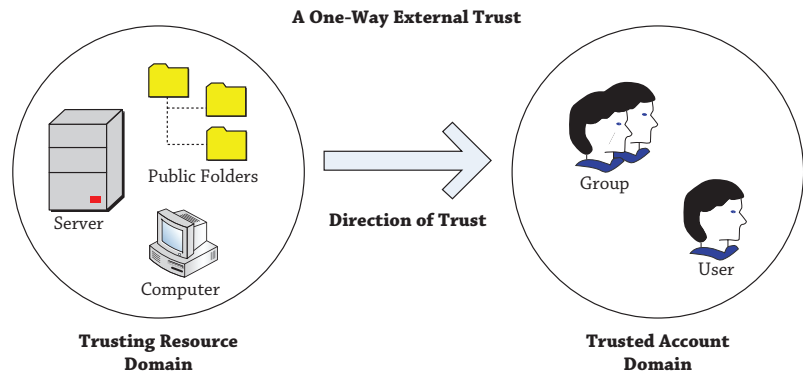 A One-Way External Trust
Public Folders
Server
Computer
Direction of Trust
Group
User
Trusting Resource
Domain
Trusted Account
Domain